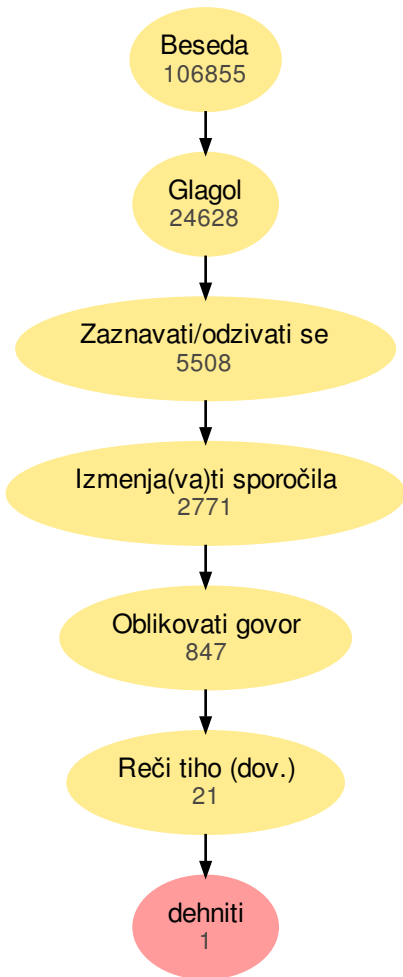 Beseda
106855
Glagol
24628
Zaznavati/odzivati se
5508
Izmenja(va)ti sporočila
2771
Oblikovati govor
847
Reči tiho (dov.)
21
dehniti
1